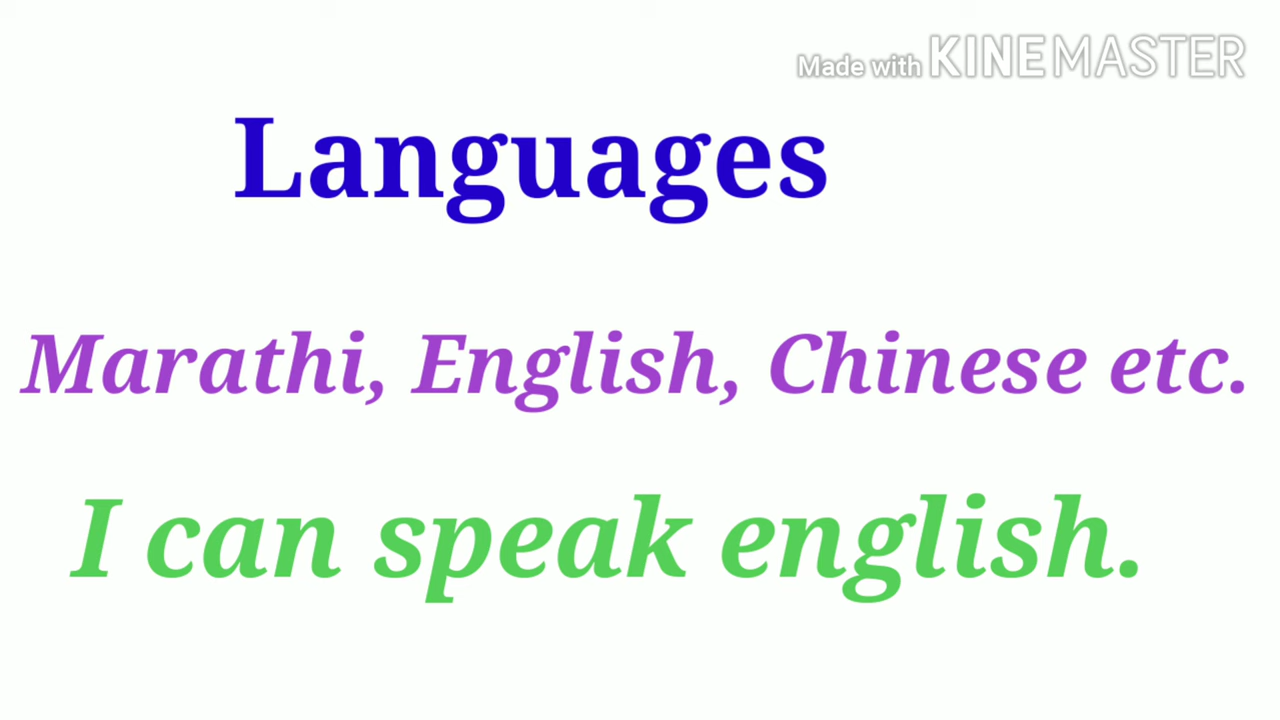 Made with KINEMASTER
Languages
Marathi, English, Chinese etc.
I can speak english.